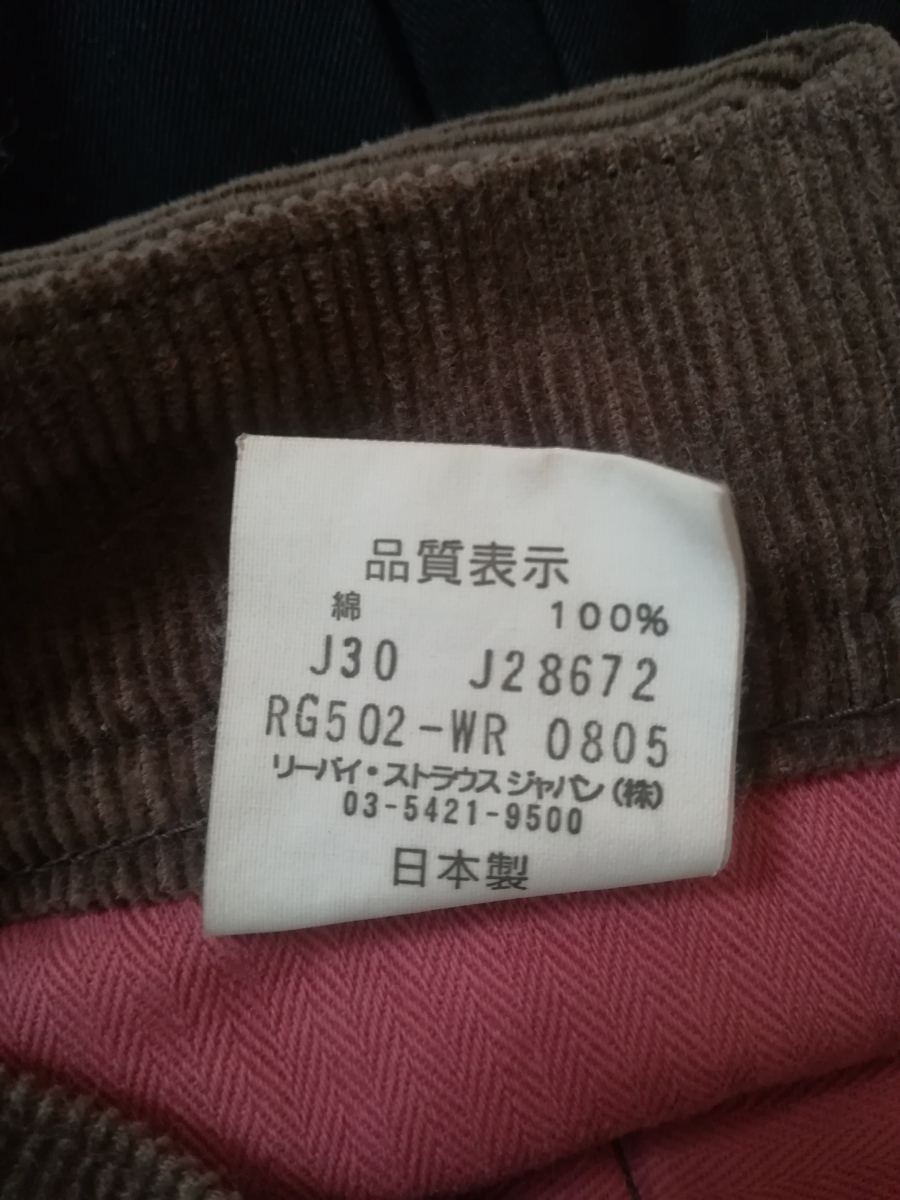 品質表示
綿 100%
J30 J28672
RG502-WR 0805
リーバイ・ストラウス ジャパン(株)
03-5421-9500
日本製